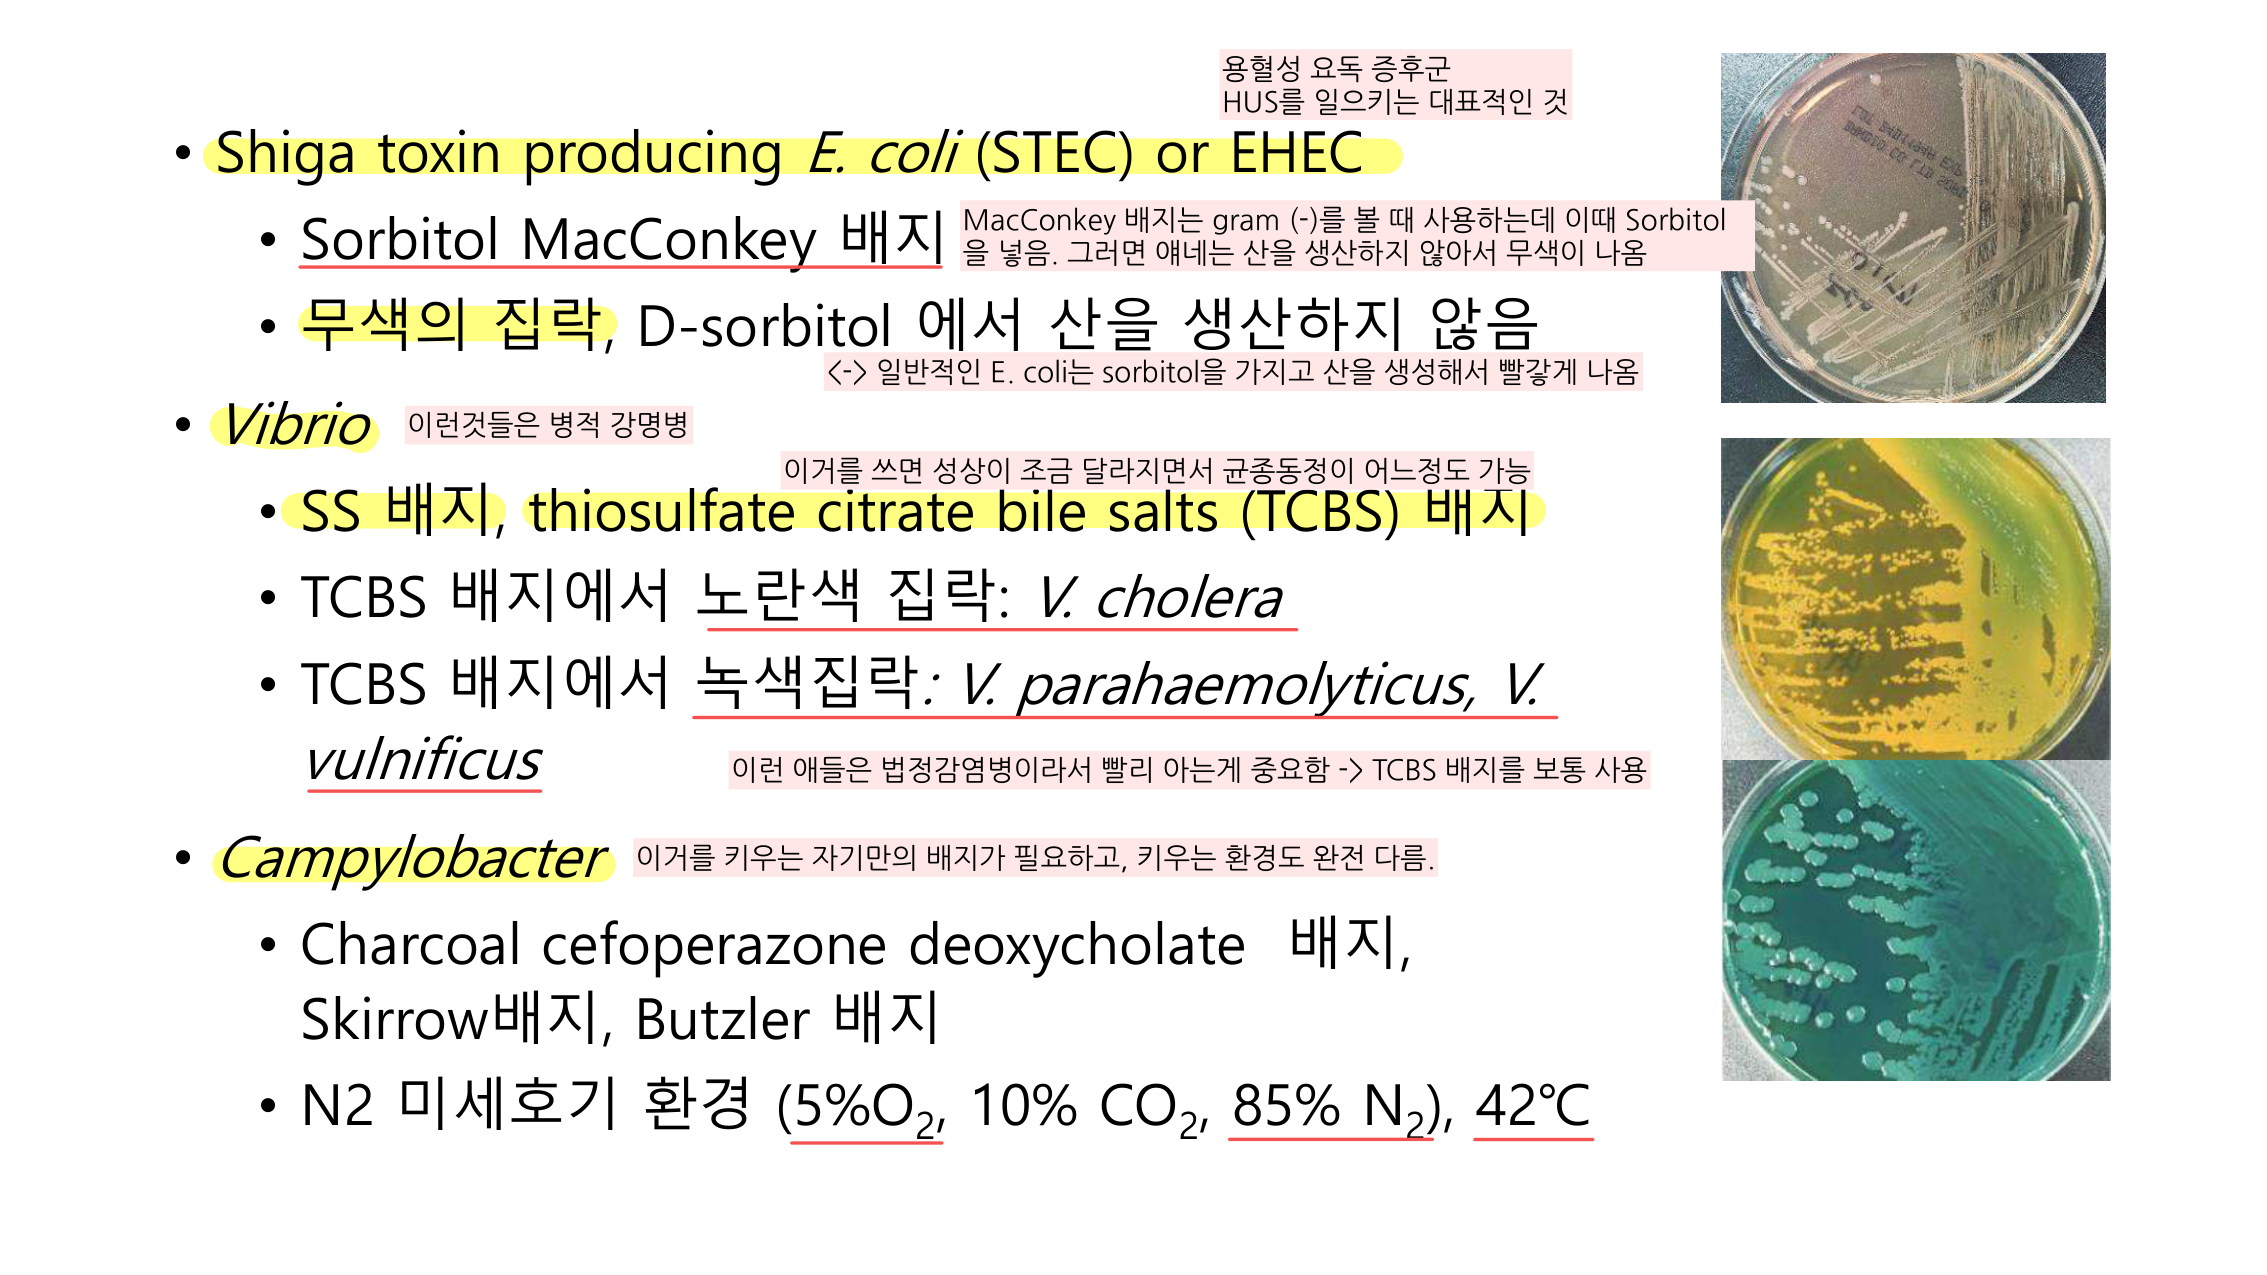 용혈성 요독 증후군
HUS를 일으키는 대표적인 것
• Shiga toxin producing E. coli (STEC) or EHEC
• Sorbitol MacConkey 배지
MacConkey 배지는 gram (-)를 볼 때 사용하는데 이때 Sorbitol
을 넣음. 그러면 얘네는 산을 생산하지 않아서 무색이 나옴
• 무색의 집락, D-sorbitol 에서 산을 생산하지 않음
<-> 일반적인 E. coli는 sorbitol을 가지고 산을 생성해서 빨갛게 나옴
• Vibrio
이런것들은 병적 강명병
이거를 쓰면 성상이 조금 달라지면서 균종동정이 어느정도 가능
• SS 배지, thiosulfate citrate bile salts (TCBS) 배지
• TCBS 배지에서 노란색 집락: V. cholera
• TCBS 배지에서 녹색집락: V. parahaemolyticus, V.
vulnificus
이런 애들은 법정감염병이라서 빨리 아는게 중요함 -> TCBS 배지를 보통 사용
• Campylobacter
이거를 키우는 자기만의 배지가 필요하고, 키우는 환경도 완전 다름.
• Charcoal cefoperazone deoxycholate 배지,
Skirrow배지, Butzler 배지
• N2 미세호기 환경 (5%O₂, 10% CO₂, 85% N₂), 42℃